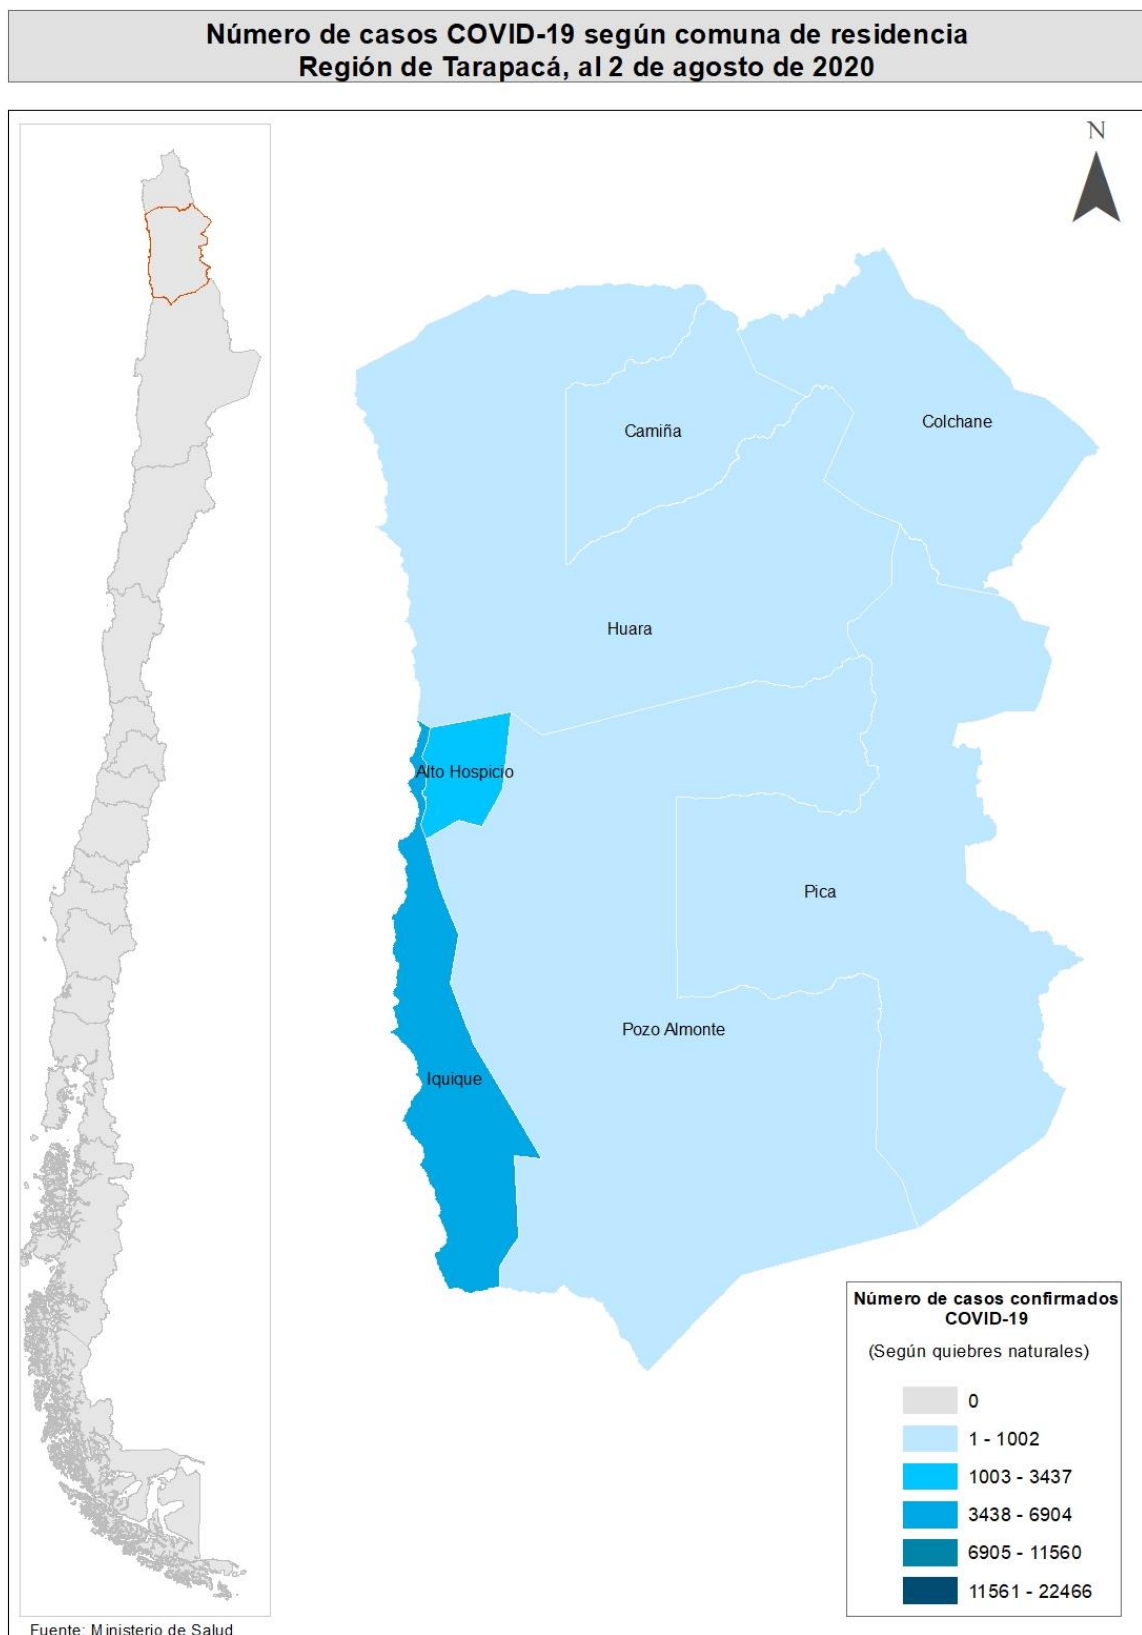 Número de casos COVID-19 según comuna de residencia
Región de Tarapacá, al 2 de agosto de 2020
N
Camiña
Colchane
Huara
Alto Hospicio
Pica
Pozo Almonte
Iquique
Número de casos confirmados
COVID-19
(Según quiebres naturales)
0
1 - 1002
1003 - 3437
3438 - 6904
6905 - 11560
11561 - 22466
Fuente: Ministerio de Salud